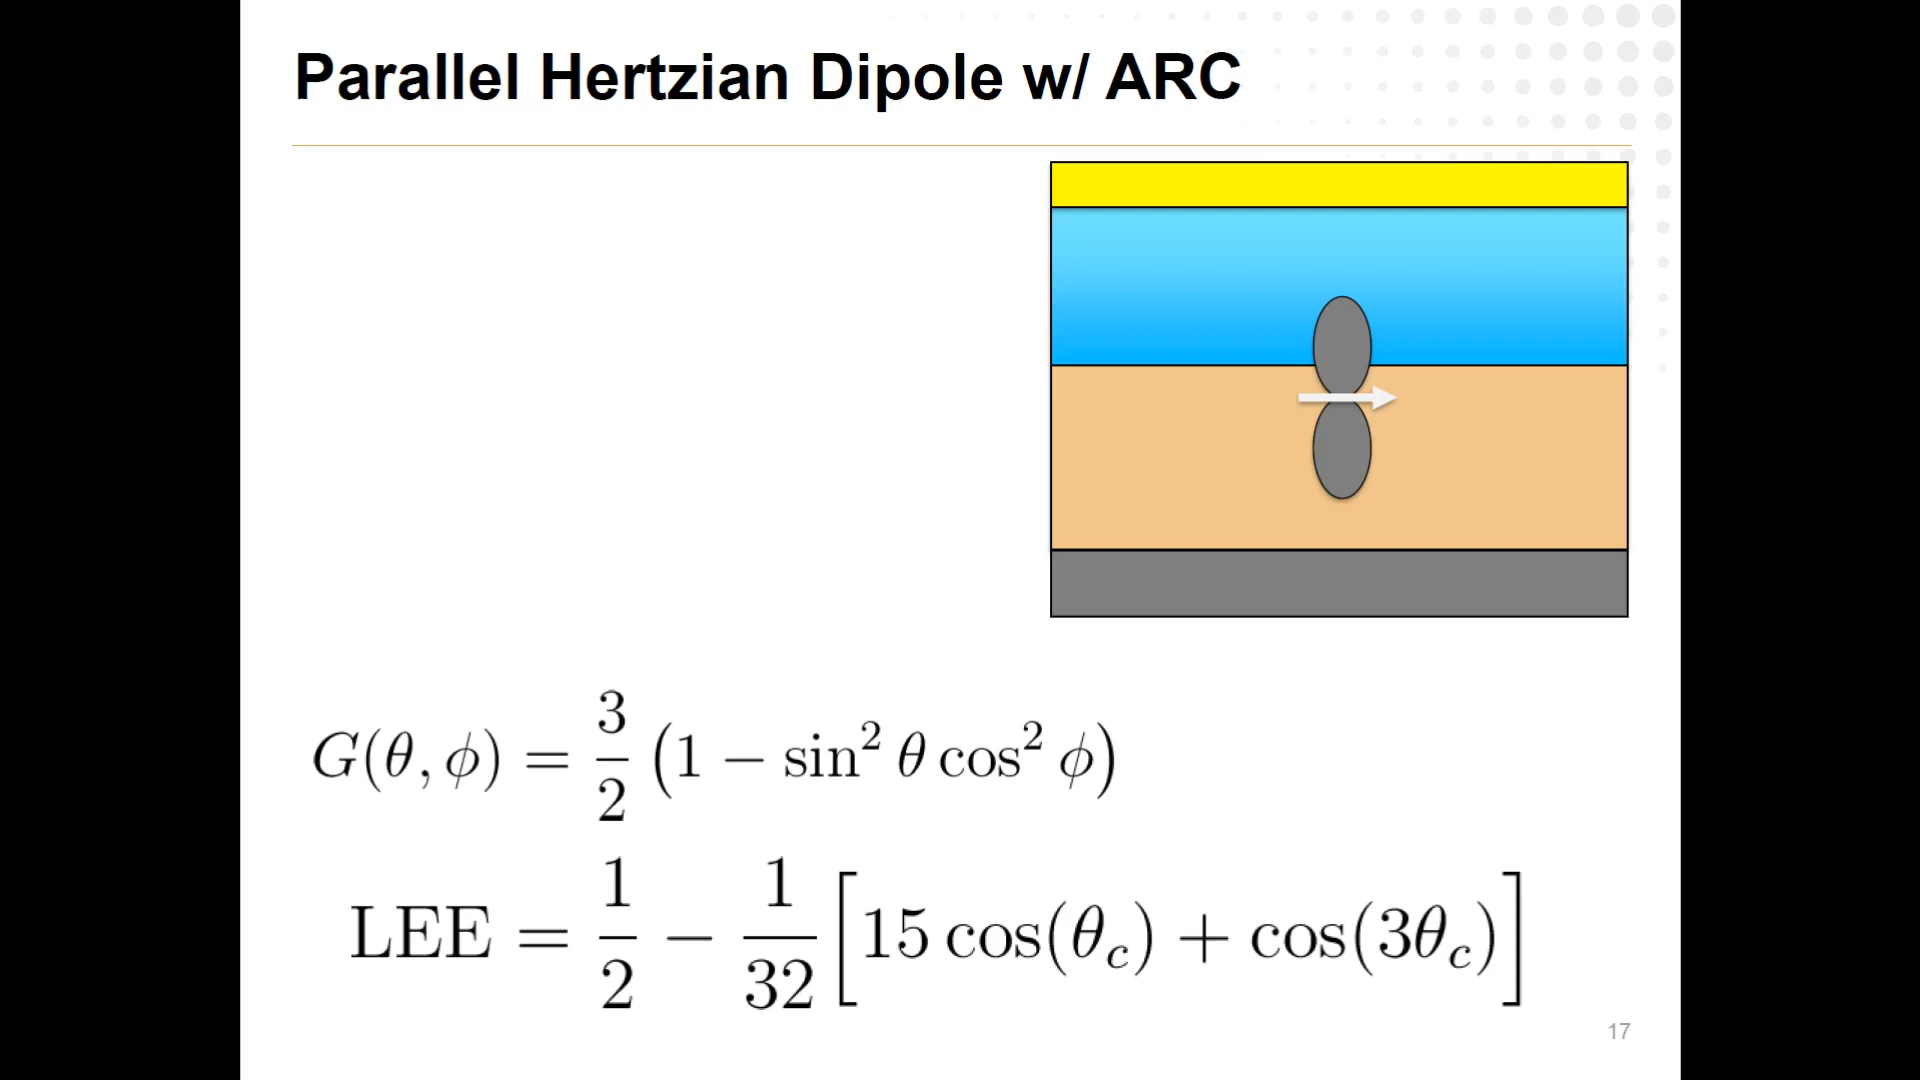 Parallel Hertzian Dipole w/ ARC
G(θ, ϕ) = 3/2 (1 − sin² θ cos² ϕ)
LEE = 1/2 − 1/32 [15 cos(θ_c) + cos(3θ_c)]
17